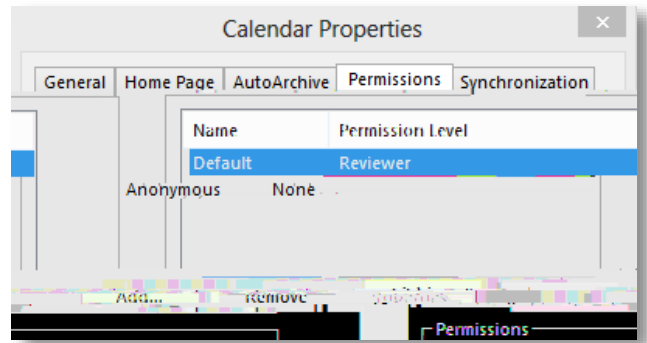 Calendar Properties
General Home Page AutoArchive Permissions Synchronization
Name Permission Level
Default Reviewer
Anonymous None
Add... Remove
Permissions